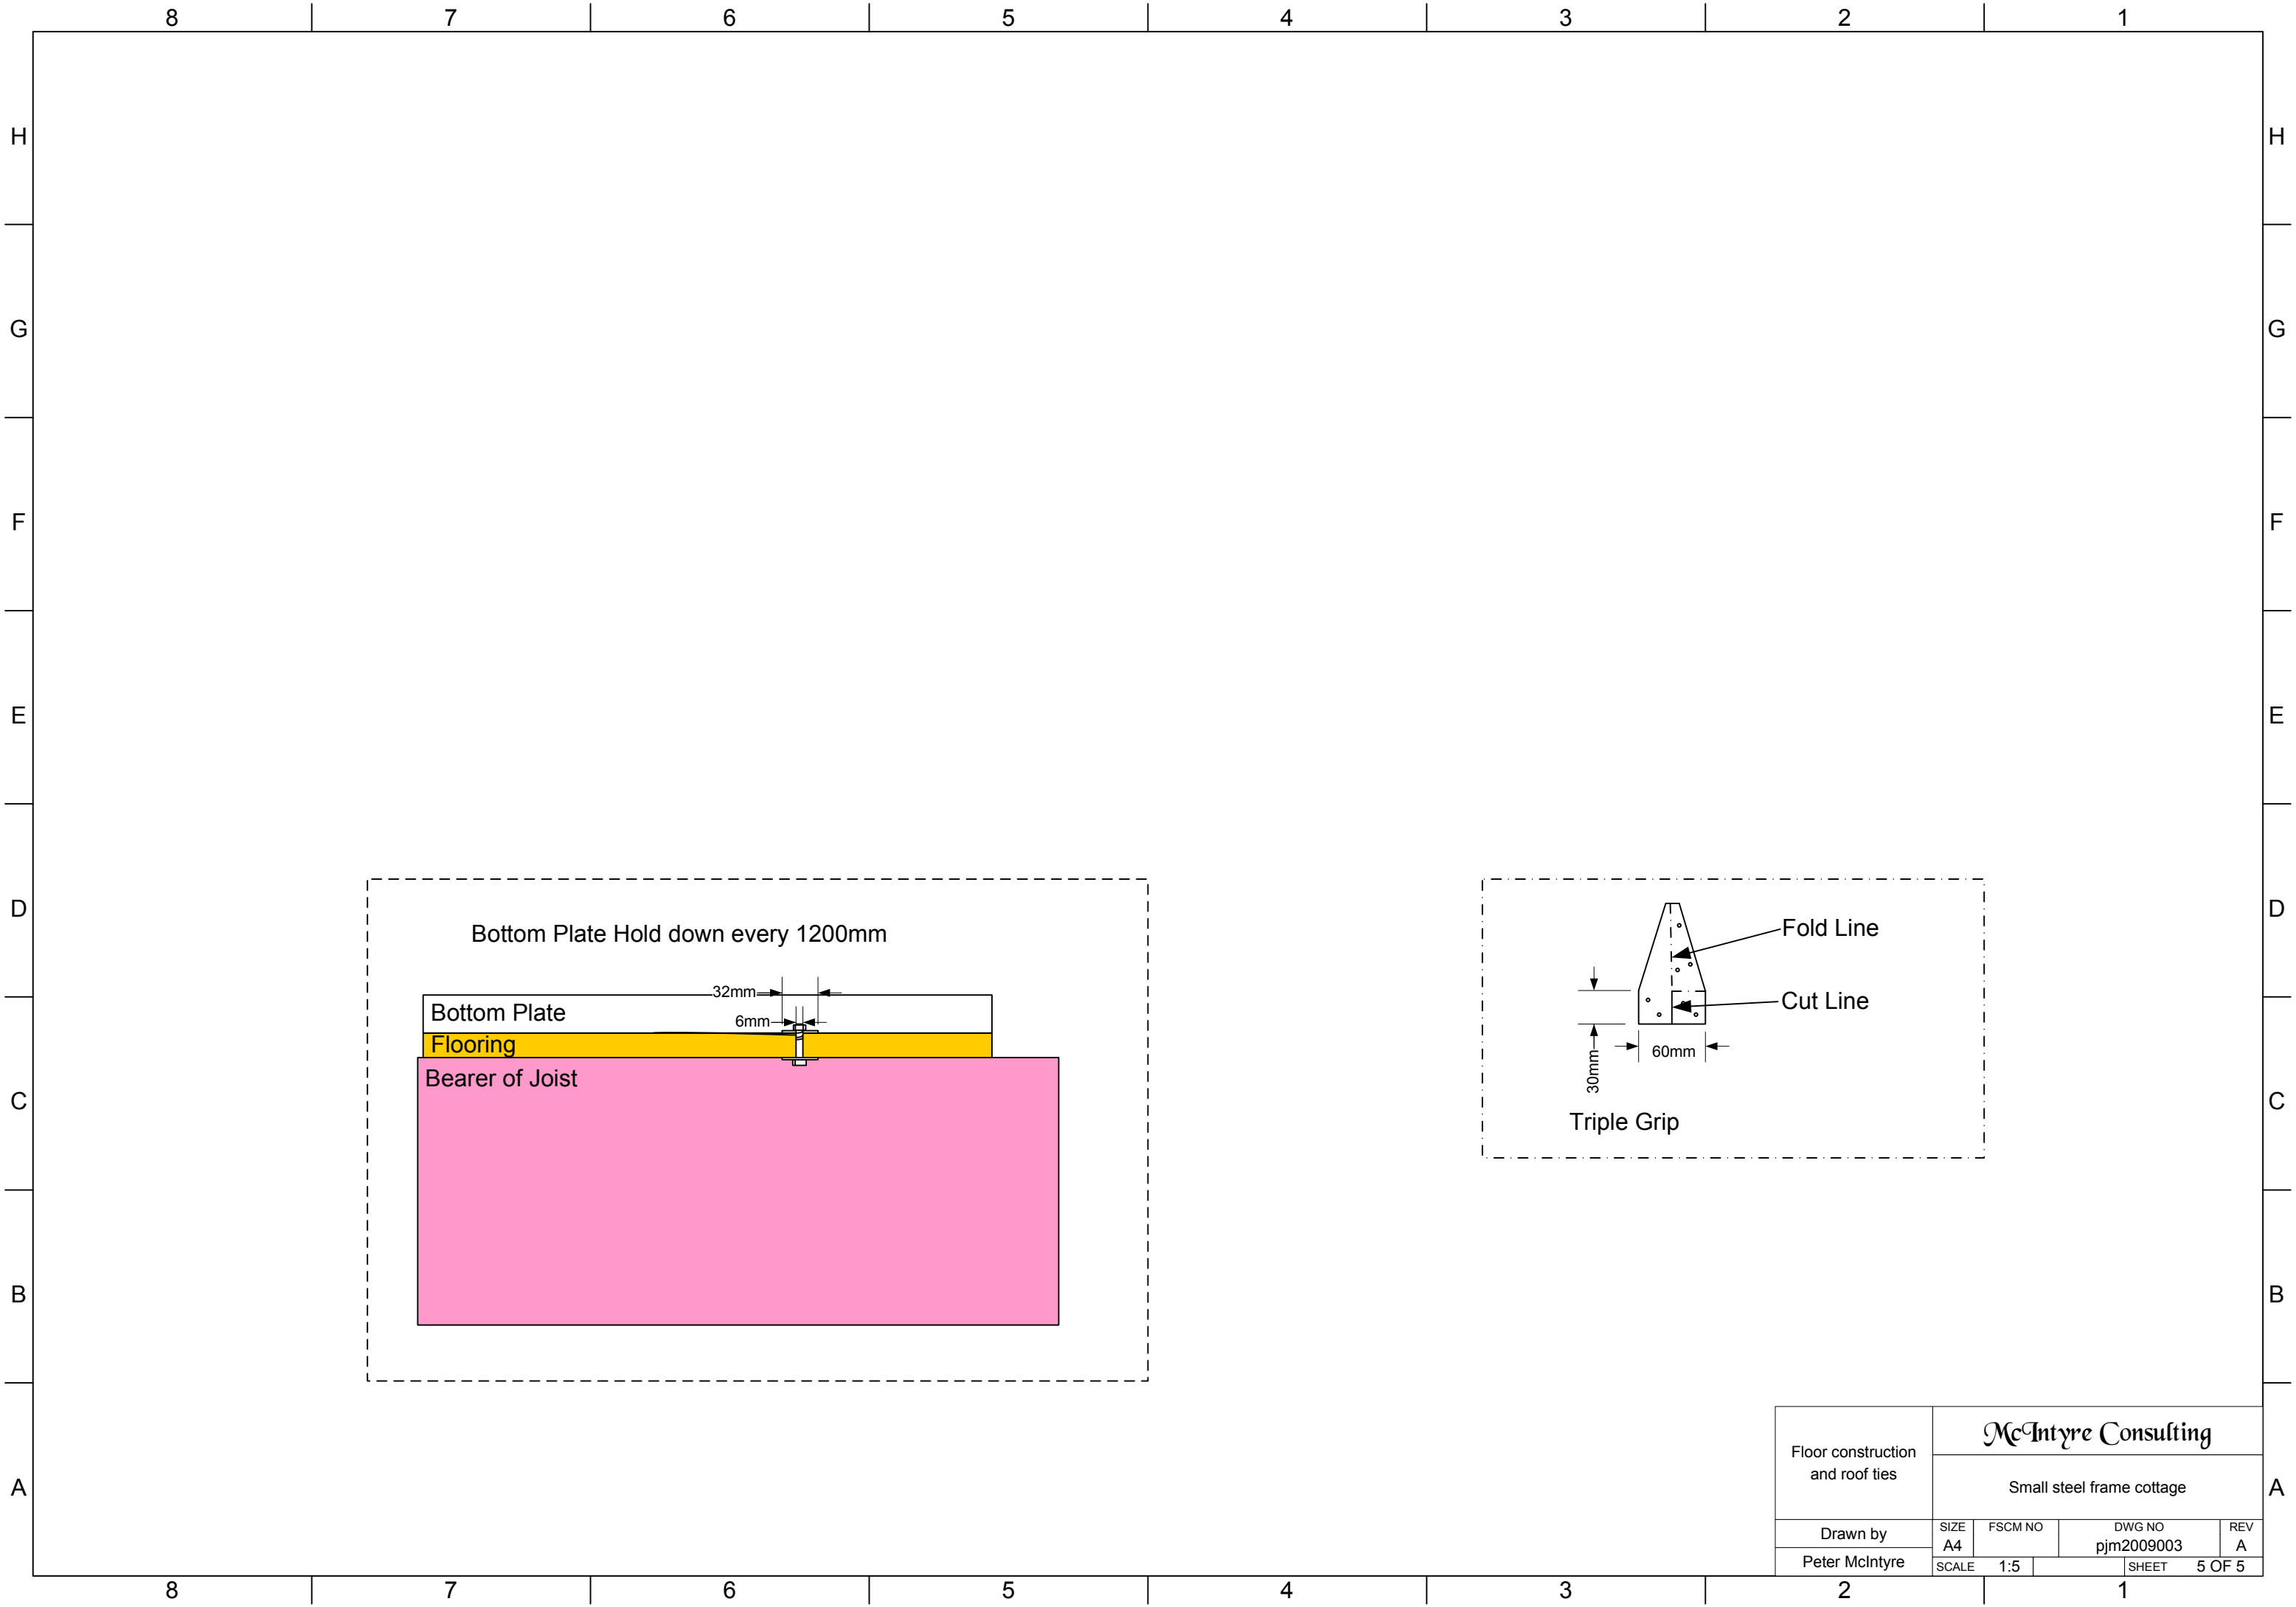 8 7 6 5 4 3 2 1
H H
G G
F F
E E
D D
C C
B B
A A
Bottom Plate Hold down every 1200mm
32mm
Bottom Plate
6mm
Flooring
Bearer of Joist
Fold Line
Cut Line
60mm
30mm
Triple Grip
McIntyre Consulting
Floor construction
and roof ties
Small steel frame cottage
Drawn by
Peter McIntyre
SIZE FSCM NO DWG NO REV
A4 pjm2009003 A
SCALE 1:5 SHEET 5 OF 5
8 7 6 5 4 3 2 1